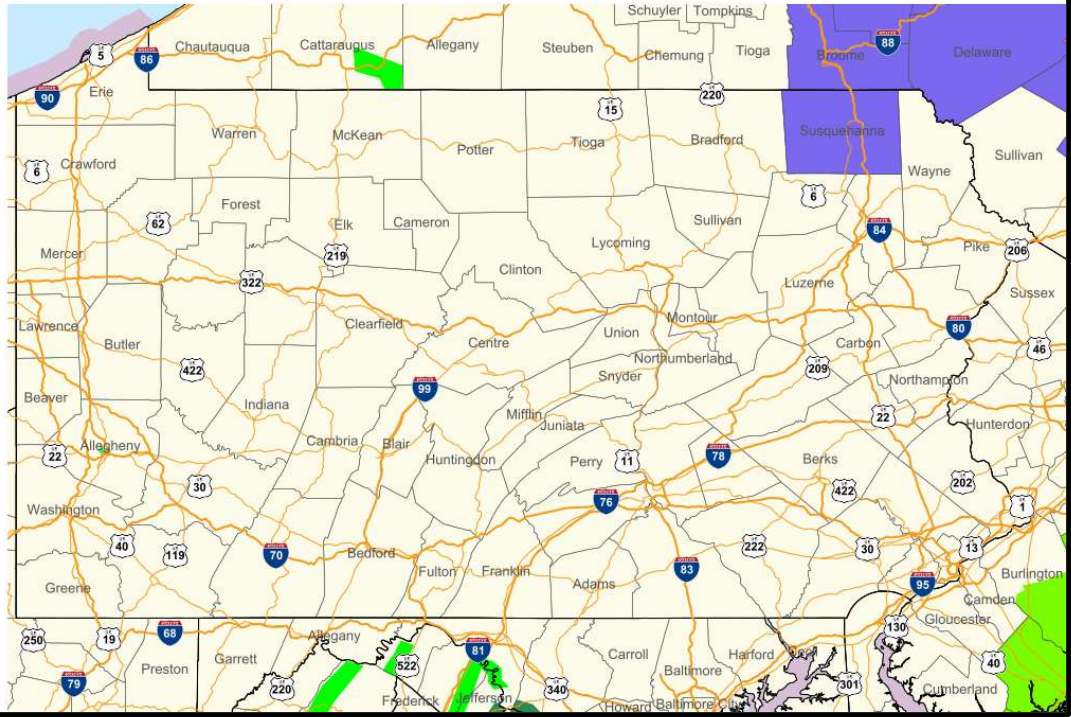 Schuyler Tompkins
5
Chautauqua
Cattaraugus
Allegany
Steuben
Chemung
Tioga
Broome
88
Delaware
86
90
Erie
15
220
Warren
McKean
Potter
Tioga
Bradford
Susquehanna
Crawford
6
Sullivan
Wayne
6
Forest
62
Elk
Cameron
Sullivan
84
Lycoming
Pike
206
Mercer
219
322
Clinton
Luzerne
Sussex
Lawrence
Butler
Clearfield
Centre
Union
Montour
80
Carbon
46
Northumberland
209
422
Snyder
Northampton
99
Beaver
Indiana
Mifflin
22
Juniata
Hunterdon
Allegheny
22
Cambria
Blair
Huntingdon
Perry
11
78
Berks
30
422
202
Washington
76
1
40
119
70
Bedford
222
30
13
83
Fulton
Franklin
Adams
95
Burlington
Greene
Camden
Gloucester
250
19
68
Allegany
130
Preston
Garrett
522
81
Carroll
Harford
Cecil
40
Baltimore
79
220
Frederick
Jefferson
340
Howard
Baltimore City
301
Cumberland